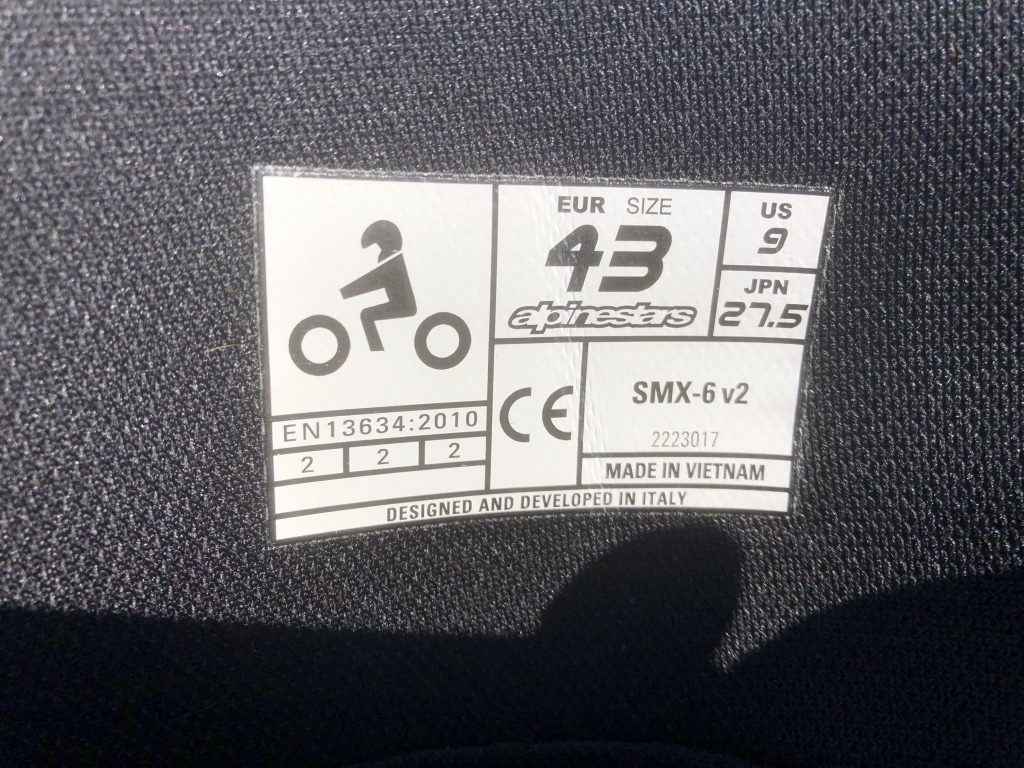 EUR SIZE
43
alpinestars
US
9
JPN
27.5
EN13634:2010
2 2 2
CE
SMX-6 v2
2223017
MADE IN VIETNAM
DESIGNED AND DEVELOPED IN ITALY